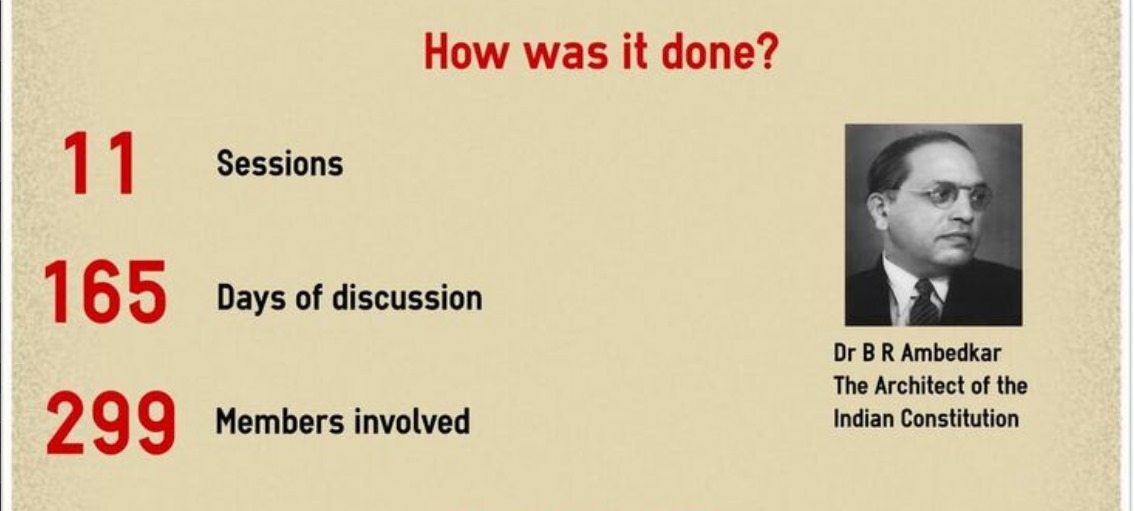 How was it done?
11 Sessions
165 Days of discussion
299 Members involved
Dr B R Ambedkar
The Architect of the
Indian Constitution